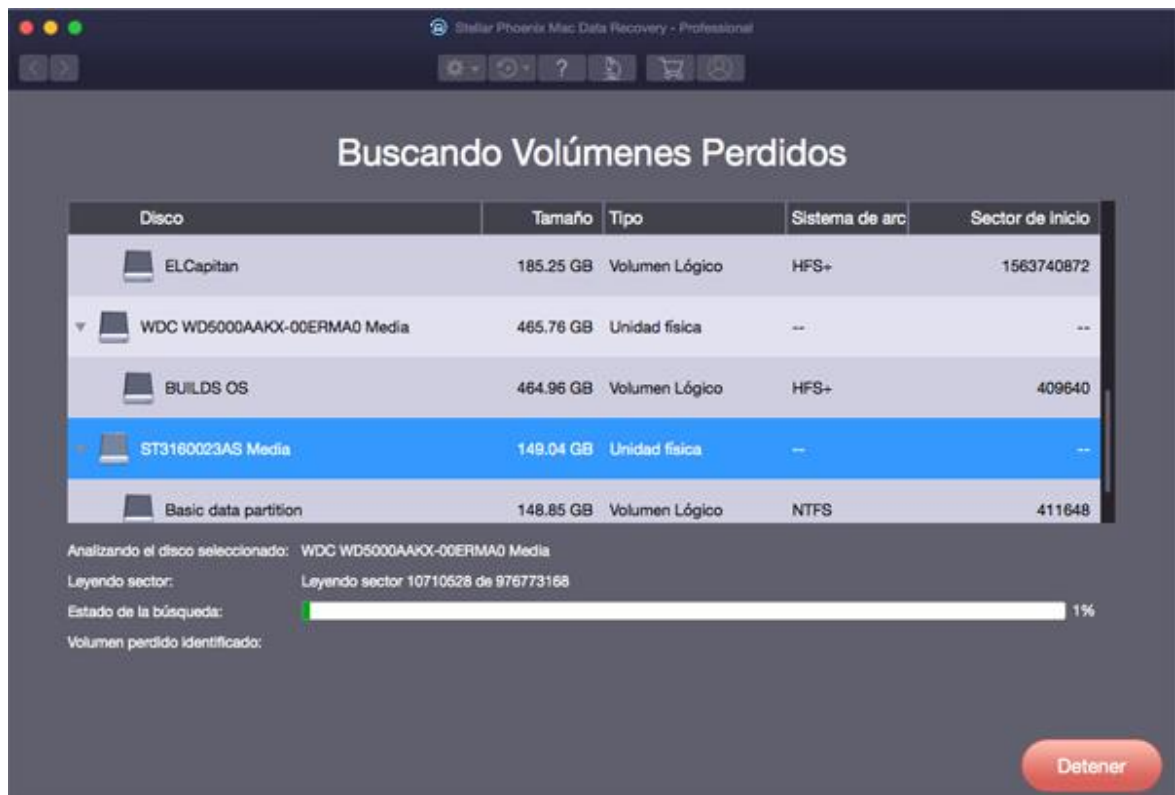 Stellar Phoenix Mac Data Recovery - Professional
?
Buscando Volúmenes Perdidos
Disco Tamaño Tipo Sistema de arc Sector de inicio
ELCapitan 185.25 GB Volumen Lógico HFS+ 1563740872
WDC WD5000AAKX-00ERMA0 Media 465.76 GB Unidad física -- --
BUILDS OS 464.96 GB Volumen Lógico HFS+ 409640
ST3160023AS Media 149.04 GB Unidad física -- --
Basic data partition 148.85 GB Volumen Lógico NTFS 411648
Analizando el disco seleccionado: WDC WD5000AAKX-00ERMA0 Media
Leyendo sector: Leyendo sector 10710528 de 976773168
Estado de la búsqueda: 1%
Volumen perdido identificado:
Detener